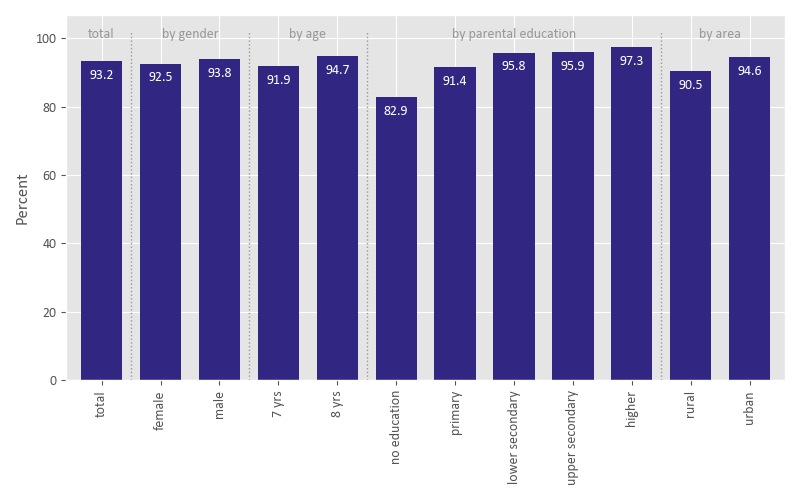 total by gender by age by parental education by area
100
80
60
40
20
0
Percent
93.2 92.5 93.8 91.9 94.7 82.9 91.4 95.8 95.9 97.3 90.5 94.6
total
female
male
7 yrs
8 yrs
no education
primary
lower secondary
upper secondary
higher
rural
urban